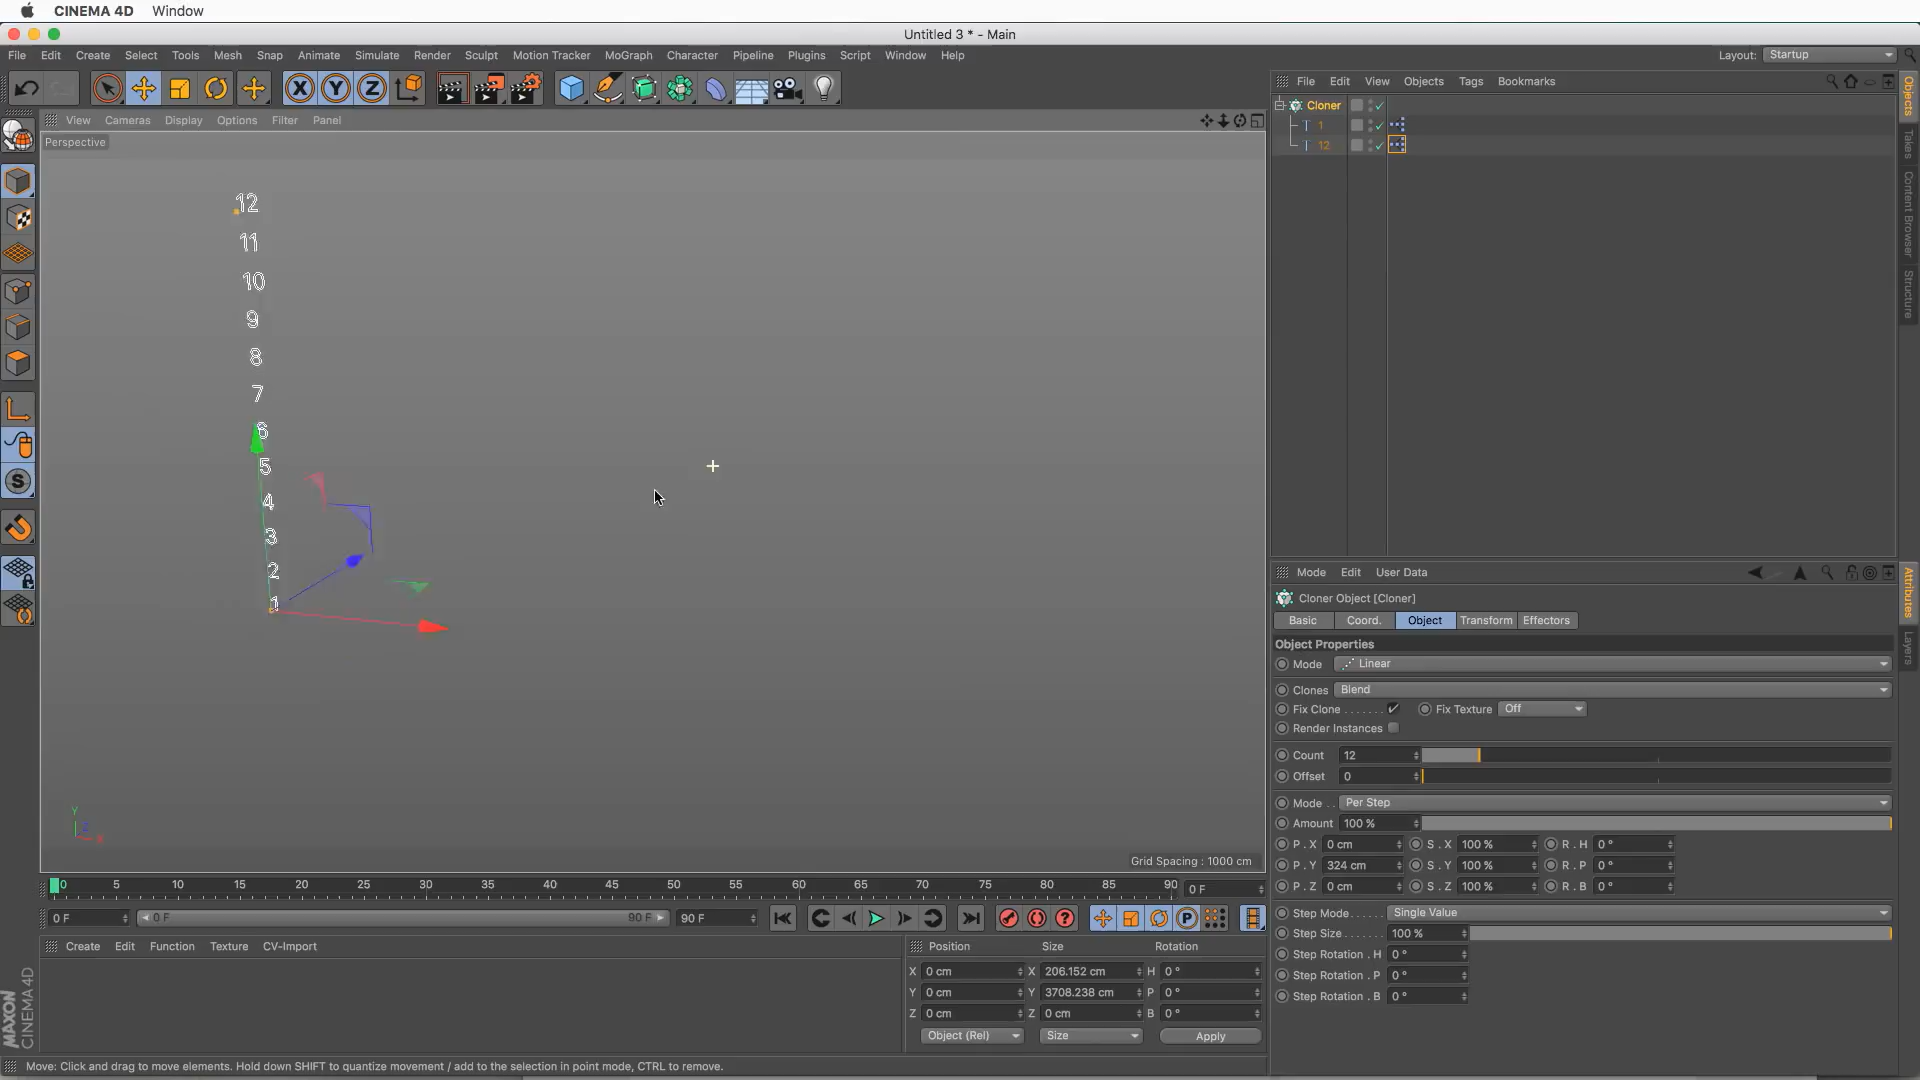 CINEMA 4D Window
Untitled 3 * - Main
File Edit Create Select Tools Mesh Snap Animate Simulate Render Sculpt Motion Tracker MoGraph Character Pipeline Plugins Script Window Help
Layout: Startup
View Cameras Display Options Filter Panel
Perspective
12
11
10
9
8
7
6
5
4
3
2
1
Y
Z
X
Grid Spacing : 1000 cm
0 5 10 15 20 25 30 35 40 45 50 55 60 65 70 75 80 85 90 0 F
0 F 0 F 90 F 90 F
P
Create Edit Function Texture CV-Import
Position Size Rotation
X 0 cm X 206.152 cm H 0 °
Y 0 cm Y 3708.238 cm P 0 °
Z 0 cm Z 0 cm B 0 °
Object (Rel) Size Apply
MAXON
CINEMA 4D
Move: Click and drag to move elements. Hold down SHIFT to quantize movement / add to the selection in point mode, CTRL to remove.
File Edit View Objects Tags Bookmarks
Cloner
1
12
Objects
Takes
Content Browser
Structure
Mode Edit User Data
Cloner Object [Cloner]
Basic Coord. Object Transform Effectors
Object Properties
Mode Linear
Clones Blend
Fix Clone . . . . . . Fix Texture Off
Render Instances
Count 12
Offset 0
Mode . . Per Step
Amount 100 %
P . X 0 cm S . X 100 % R . H 0 °
P . Y 324 cm S . Y 100 % R . P 0 °
P . Z 0 cm S . Z 100 % R . B 0 °
Step Mode . . . . . Single Value
Step Size . . . . . . 100 %
Step Rotation . H 0 °
Step Rotation . P 0 °
Step Rotation . B 0 °
Attributes
Layers
X Y Z
S